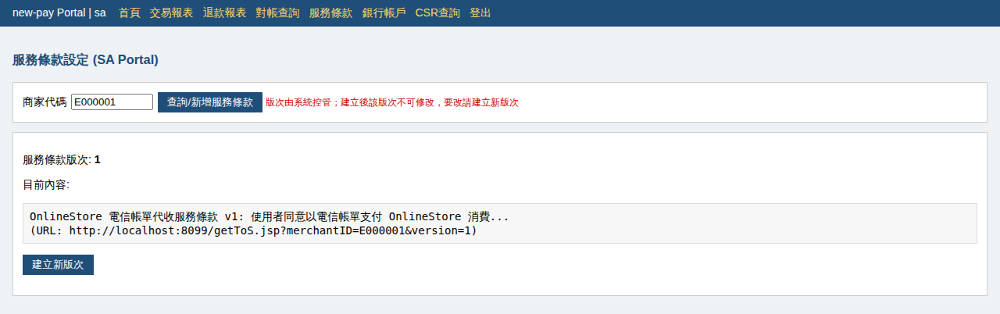 new-pay Portal | sa 首頁 交易報表 退款報表 對帳查詢 服務條款 銀行帳戶 CSR查詢 登出
服務條款設定 (SA Portal)
商家代碼 E000001 查詢/新增服務條款 版次由系統控管；建立後該版次不可修改，要改請建立新版次
服務條款版次: 1
目前內容:
OnlineStore 電信帳單代收服務條款 v1: 使用者同意以電信帳單支付 OnlineStore 消費...
(URL: http://localhost:8099/getToS.jsp?merchantID=E000001&version=1)
建立新版次